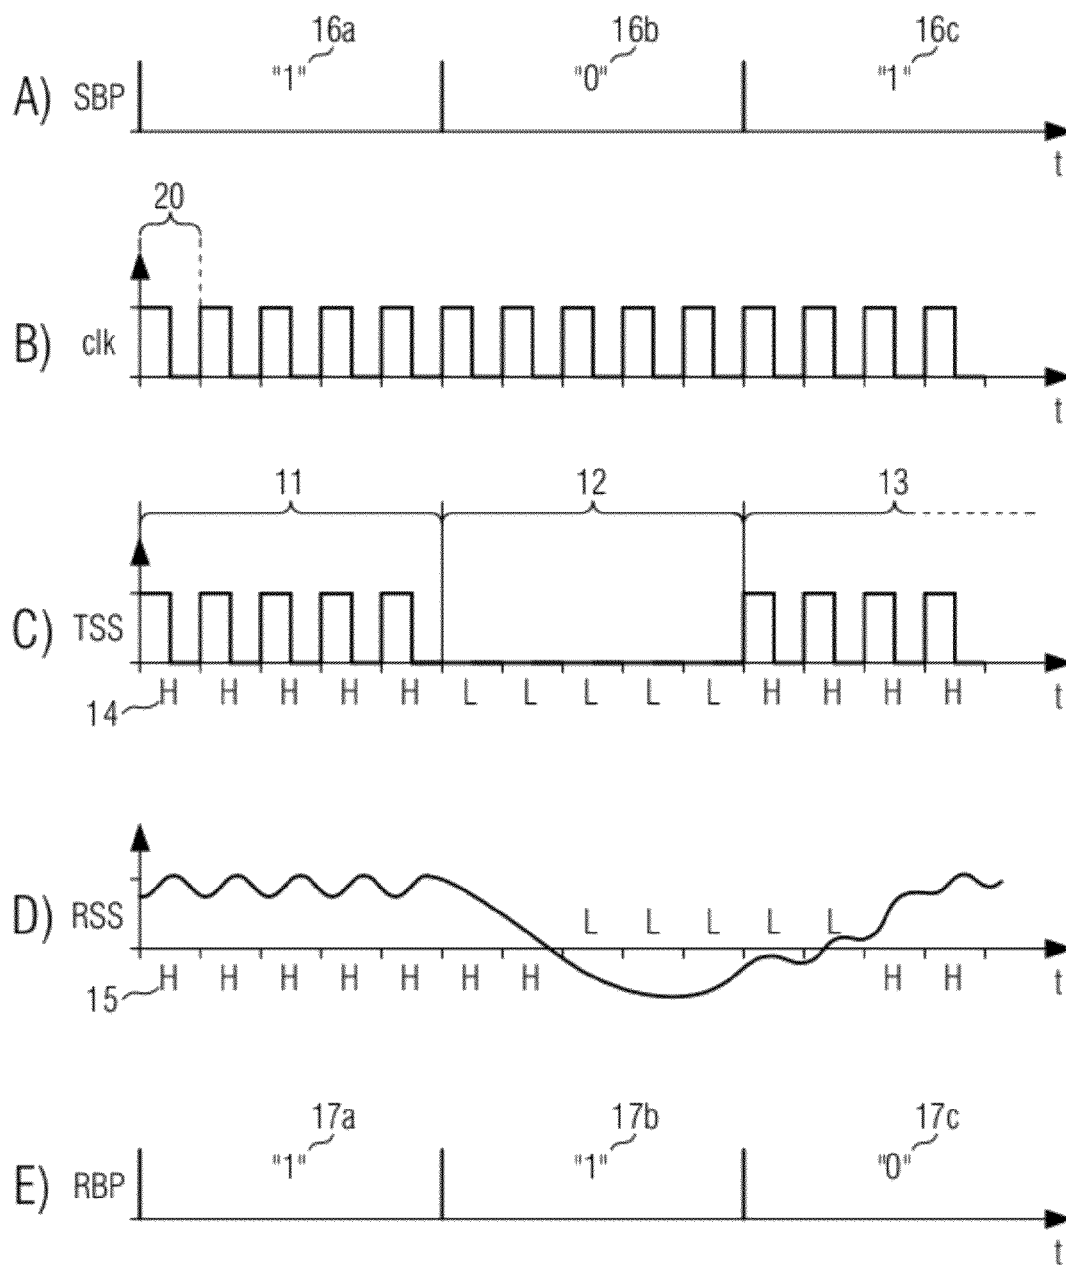 16a 16b 16c
A) SBP "1" "0" "1"
t
20
B) clk
t
11 12 13
C) TSS
14 H H H H H L L L L L H H H H t
D) RSS L L L L L
15 H H H H H H H H H t
17a 17b 17c
E) RBP "1" "1" "0"
t